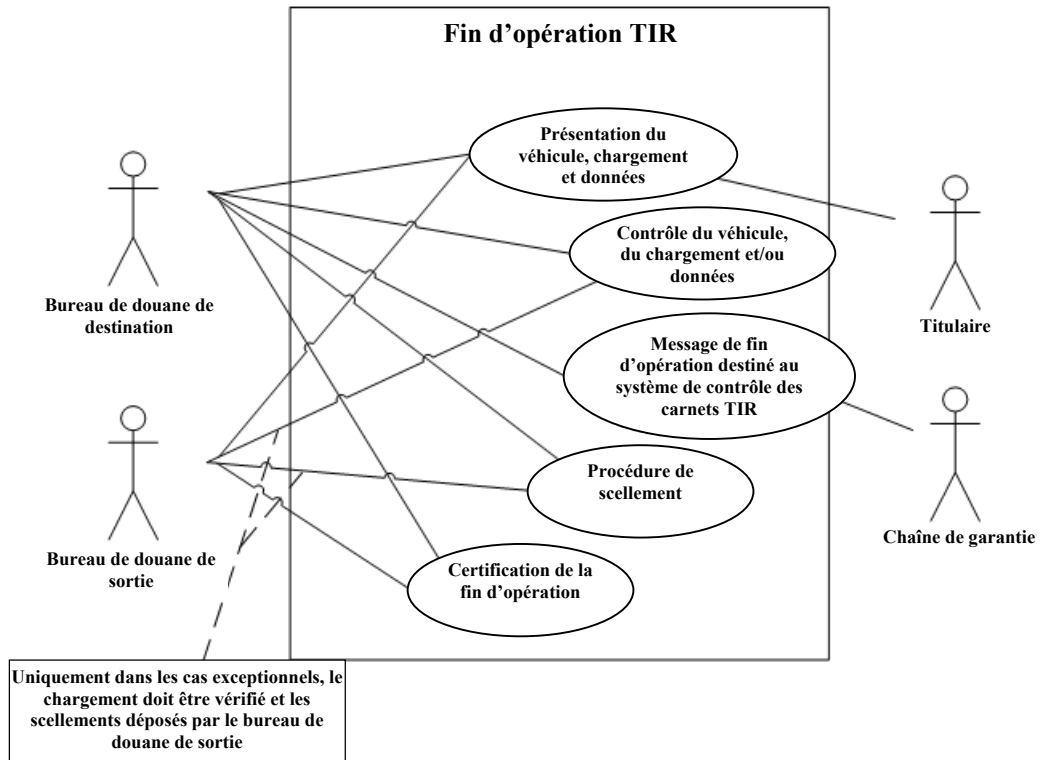 Fin d’opération TIR
Présentation du
véhicule, chargement
et données
Contrôle du véhicule,
du chargement et/ou
données
Message de fin
d’opération destiné au
système de contrôle des
carnets TIR
Procédure de
scellement
Certification de la
fin d’opération
Bureau de douane de
destination
Bureau de douane de
sortie
Titulaire
Chaîne de garantie
Uniquement dans les cas exceptionnels, le
chargement doit être vérifié et les
scellements déposés par le bureau de
douane de sortie